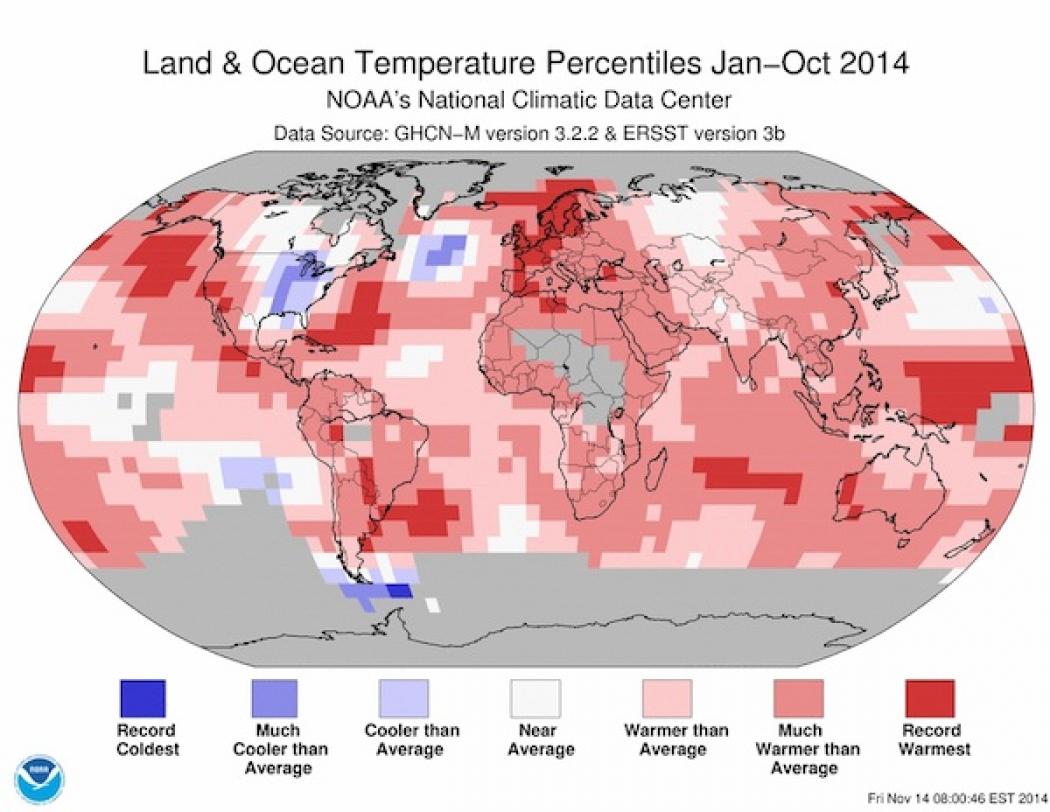 Land & Ocean Temperature Percentiles Jan–Oct 2014
NOAA's National Climatic Data Center
Data Source: GHCN–M version 3.2.2 & ERSST version 3b
Record
Coldest
Much
Cooler than
Average
Cooler than
Average
Near
Average
Warmer than
Average
Much
Warmer than
Average
Record
Warmest
NOAA
Fri Nov 14 08:00:46 EST 2014